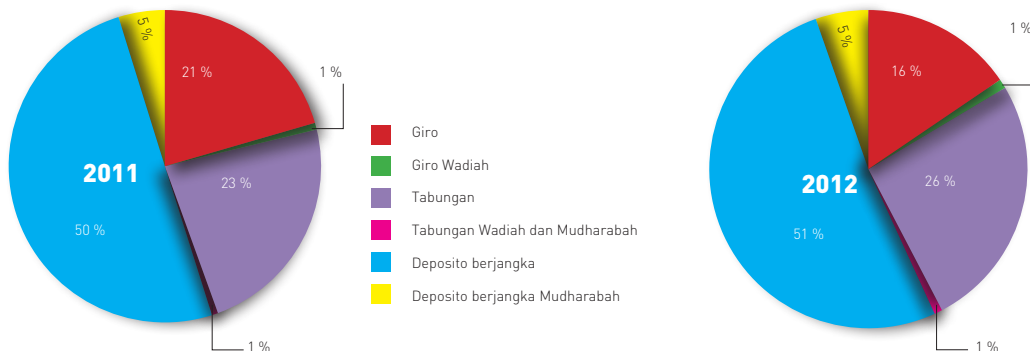 5 %
21 %
1 %
2011
23 %
50 %
1 %
Giro
Giro Wadiah
Tabungan
Tabungan Wadiah dan Mudharabah
Deposito berjangka
Deposito berjangka Mudharabah
5 %
16 %
1 %
2012
26 %
51 %
1 %